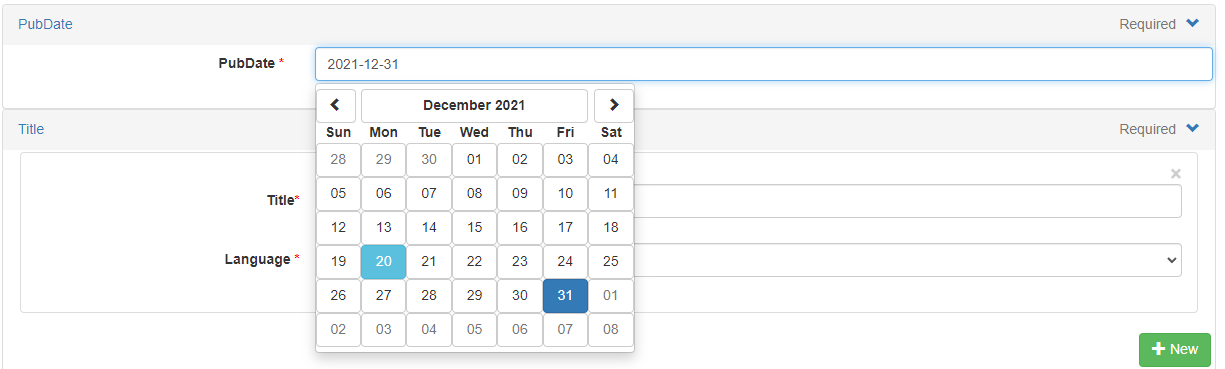 PubDate Required
PubDate * 2021-12-31
December 2021
Title Required
Sun Mon Tue Wed Thu Fri Sat
28 29 30 01 02 03 04
×
05 06 07 08 09 10 11
Title*
12 13 14 15 16 17 18
Language * 19 20 21 22 23 24 25
26 27 28 29 30 31 01
02 03 04 05 06 07 08
+ New